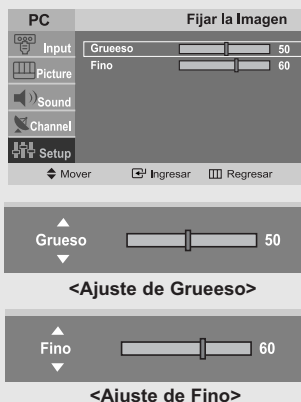 PC Fijar la Imagen
Input
Picture
Sound
Channel
Setup
Grueeso 50
Fino 60
Mover Ingresar Regresar
Grueso 50
<Ajuste de Grueeso>
Fino 60
<Ajuste de Fino>